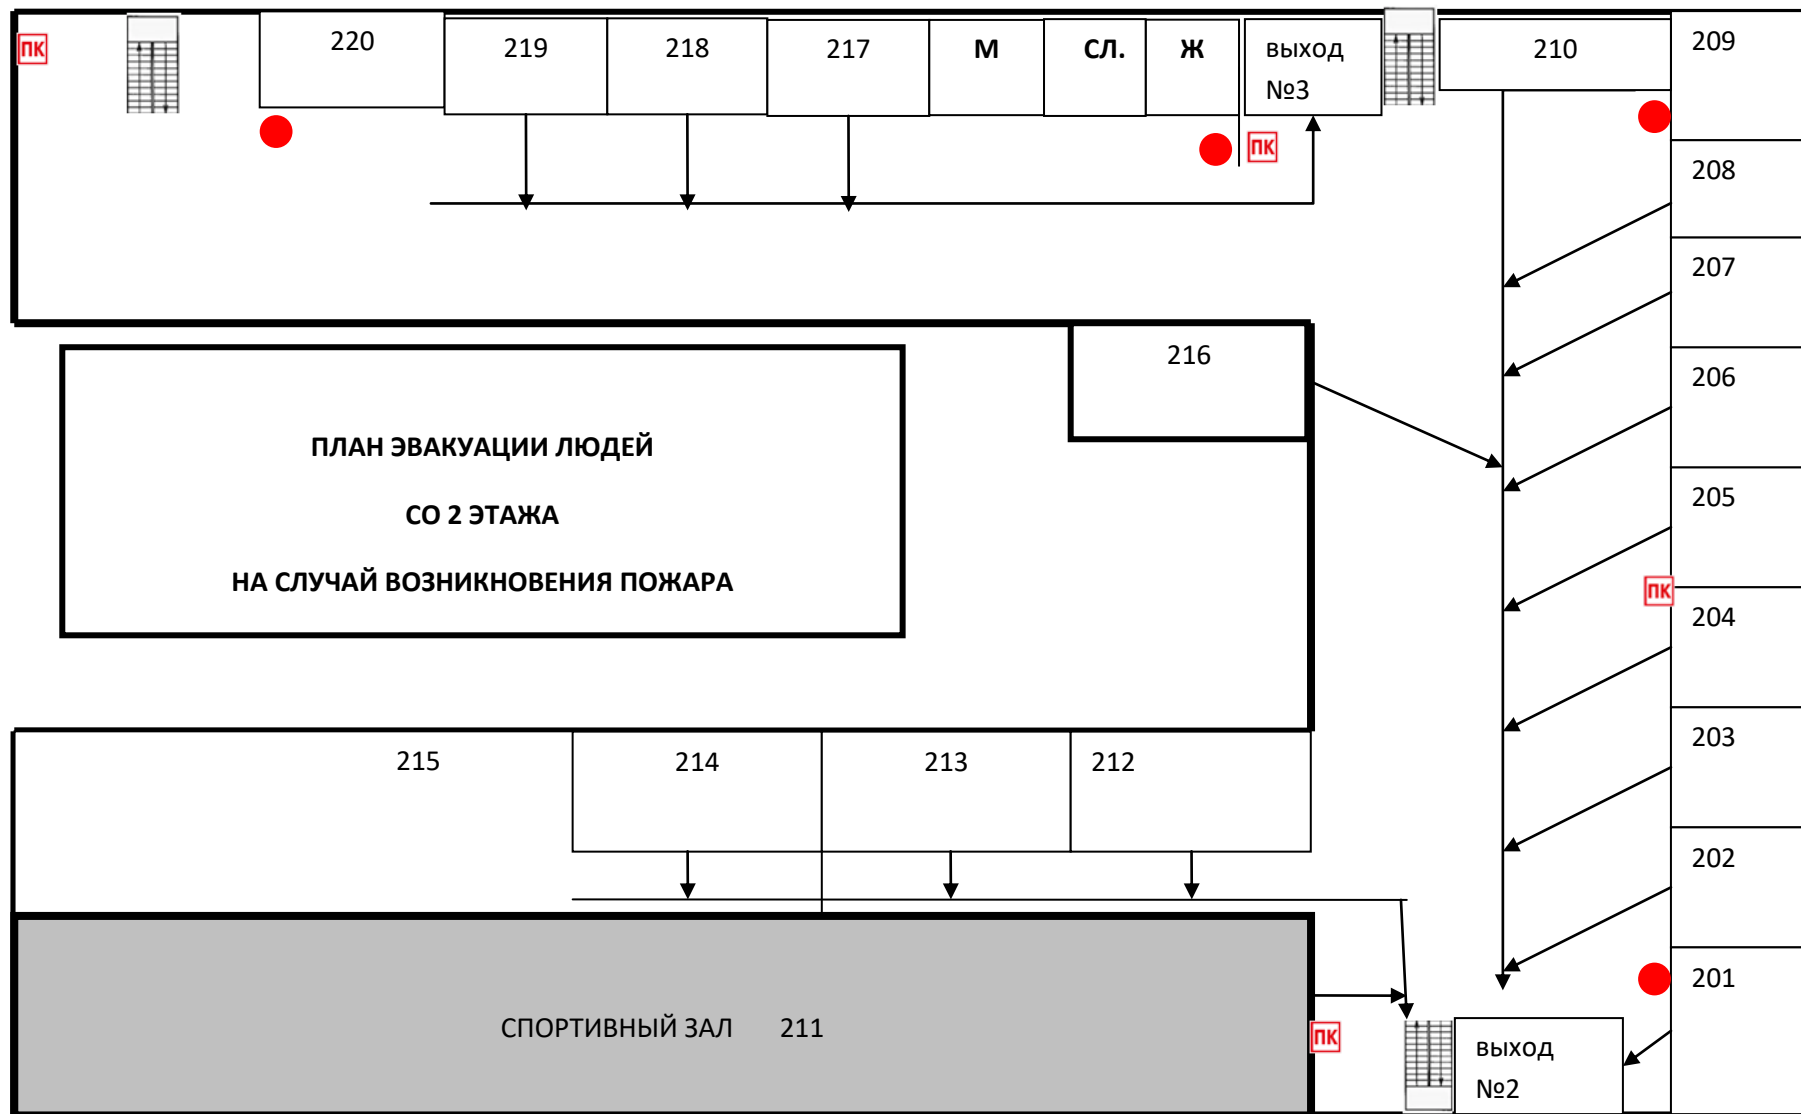 ПК
220
219
218
217
М
СЛ.
Ж
выход
№3
210
209
ПК
208
207
216
206
ПЛАН ЭВАКУАЦИИ ЛЮДЕЙ
СО 2 ЭТАЖА
НА СЛУЧАЙ ВОЗНИКНОВЕНИЯ ПОЖАРА
205
ПК
204
215
214
213
212
203
202
201
СПОРТИВНЫЙ ЗАЛ 211
ПК
выход
№2